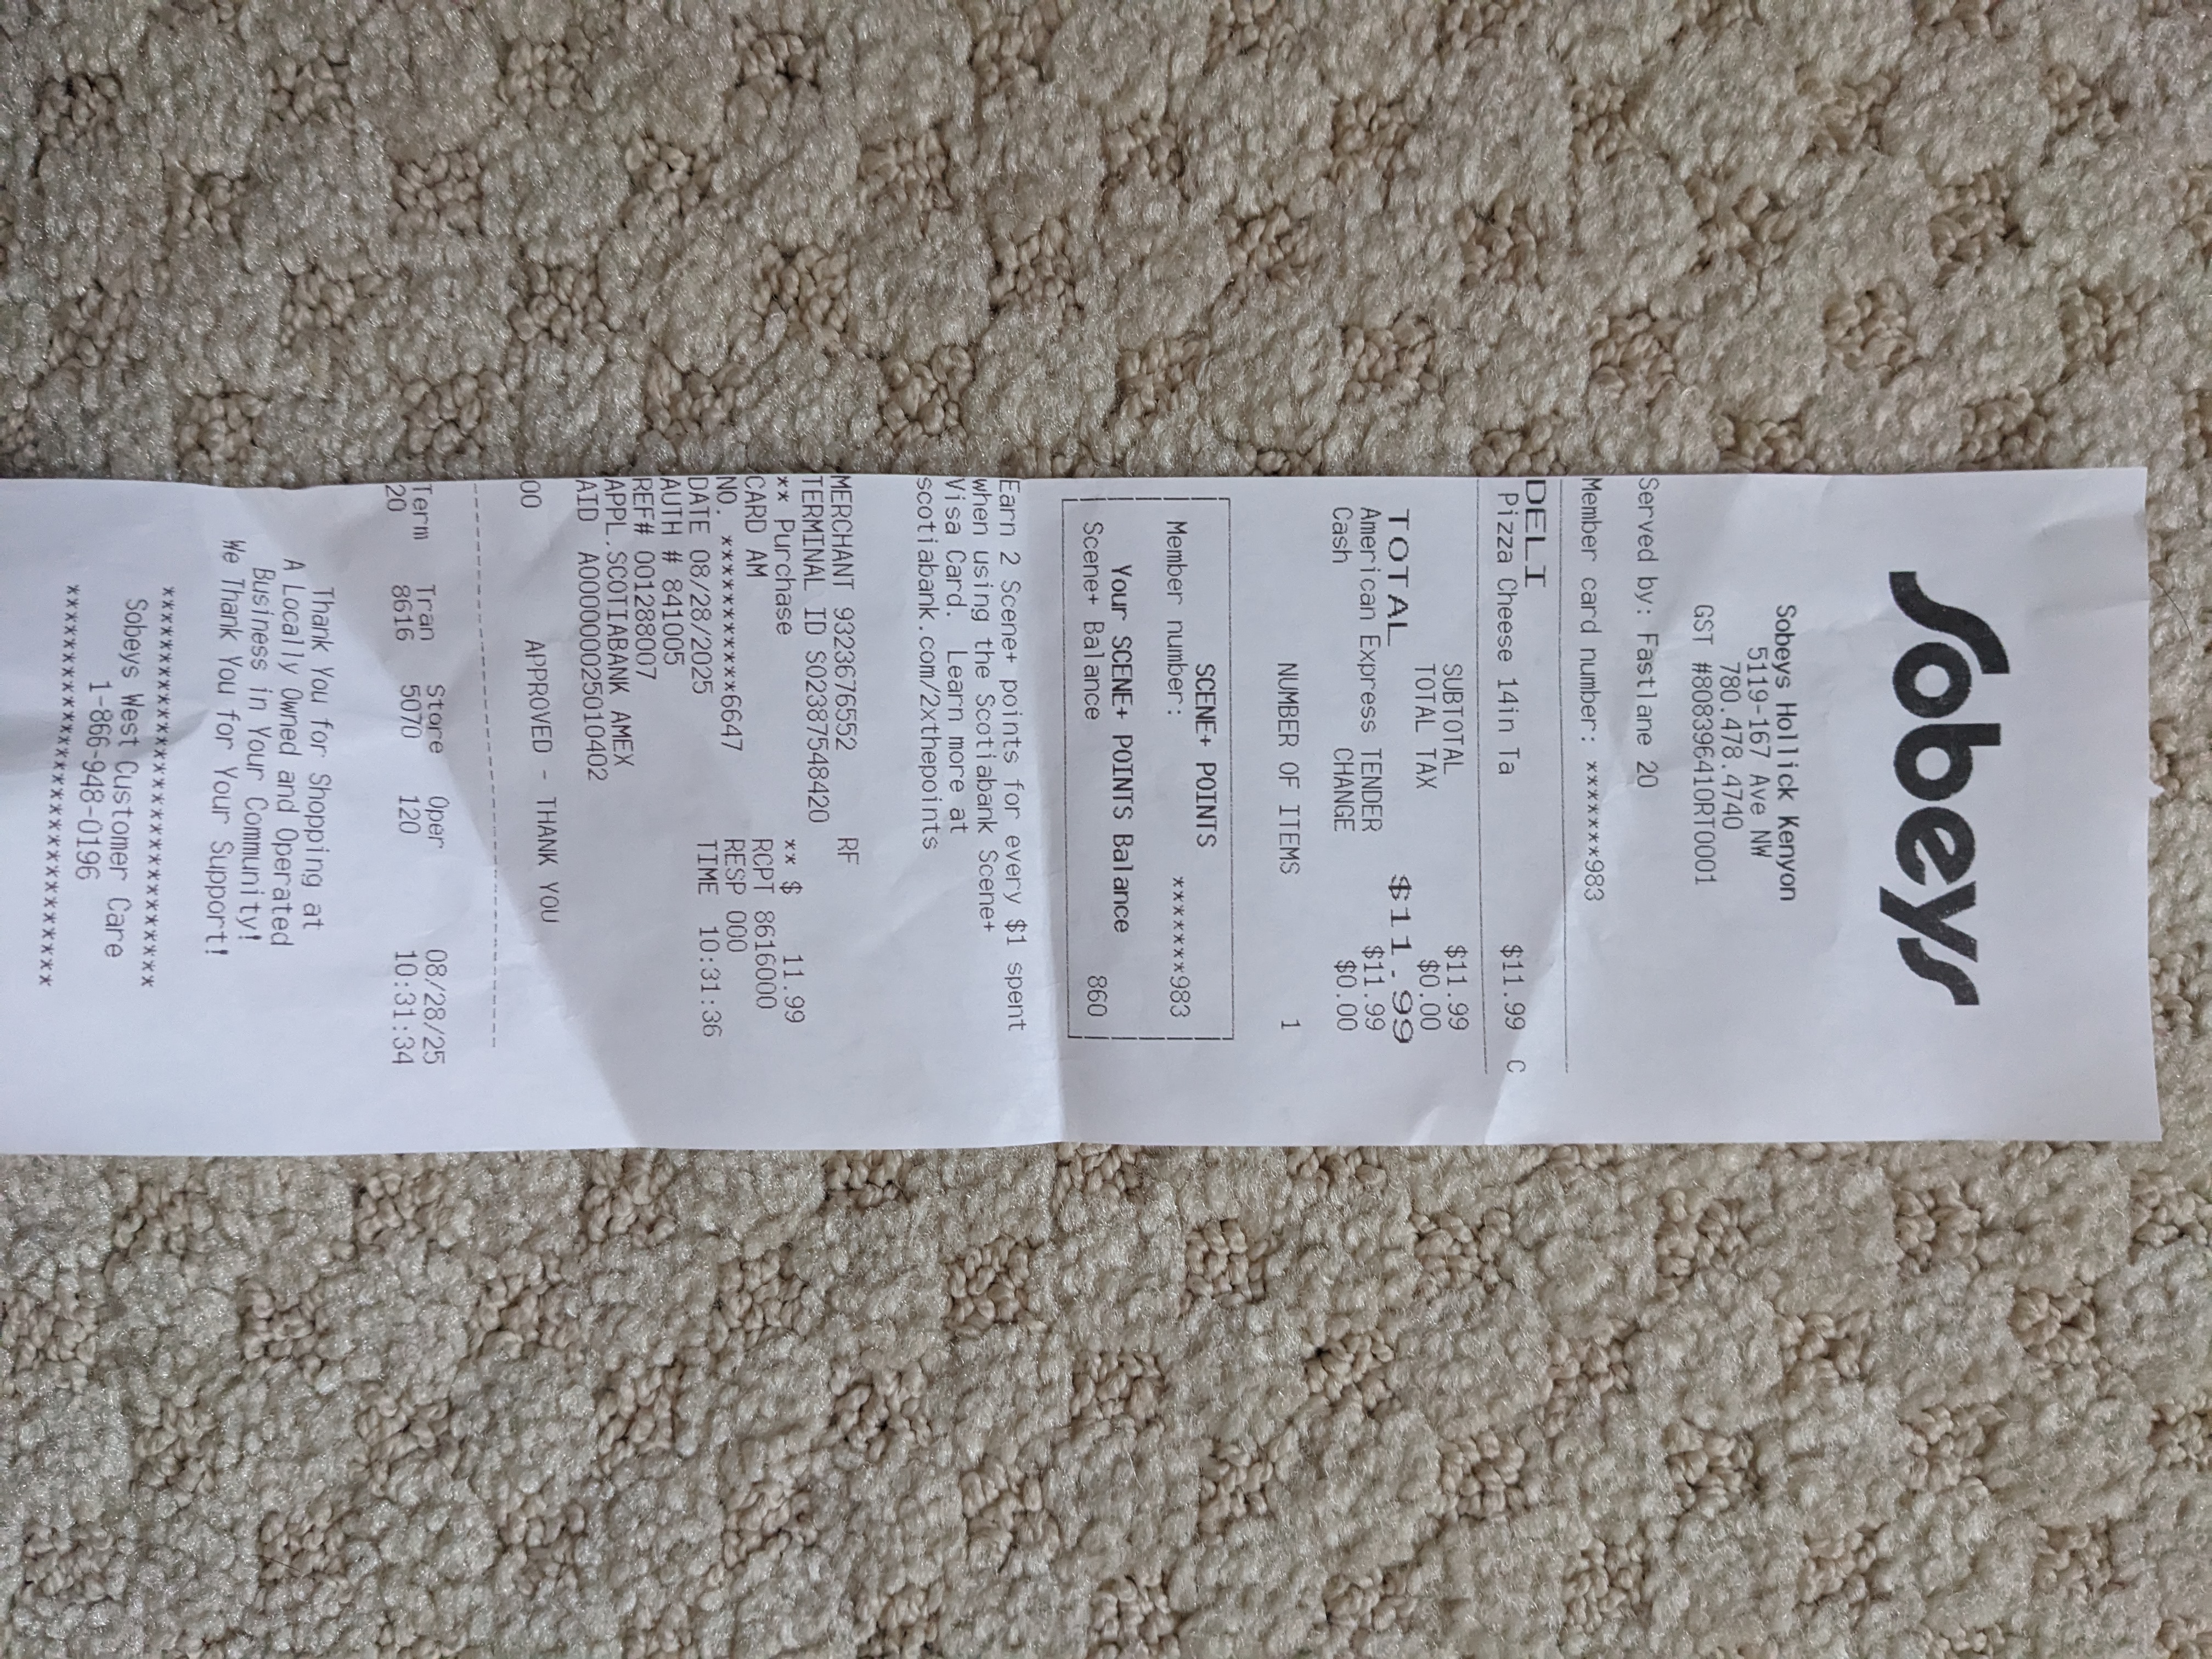 Sobeys
Sobeys Hollick Kenyon
5119-167 Ave NW
780.478.4740
GST #808396410RT0001
Served by: Fastlane 20
Member card number: *******983
DELI
Pizza Cheese 14in Ta $11.99 C
SUBTOTAL $11.99
TOTAL TAX $0.00
TOTAL $11.99
American Express TENDER $11.99
Cash CHANGE $0.00
NUMBER OF ITEMS 1
SCENE+ POINTS
Member number: *******983
Your SCENE+ POINTS Balance
Scene+ Balance 860
Earn 2 Scene+ points for every $1 spent
when using the Scotiabank Scene+
Visa Card. Learn more at
scotiabank.com/2xthepoints
MERCHANT 9323676552 RF
TERMINAL ID S02387548420
** Purchase ** $ 11.99
CARD AM RCPT 8616000
NO. ************6647 RESP 000
DATE 08/28/2025 TIME 10:31:36
AUTH # 841005
REF# 001288007
APPL.SCOTIABANK AMEX
AID A000000025010402
00 APPROVED - THANK YOU
Term Tran Store Oper 08/28/25
20 8616 5070 120 10:31:34
Thank You for Shopping at
A Locally Owned and Operated
Business in Your Community!
We Thank You for Your Support!
******************************
Sobeys West Customer Care
1-866-948-0196
******************************